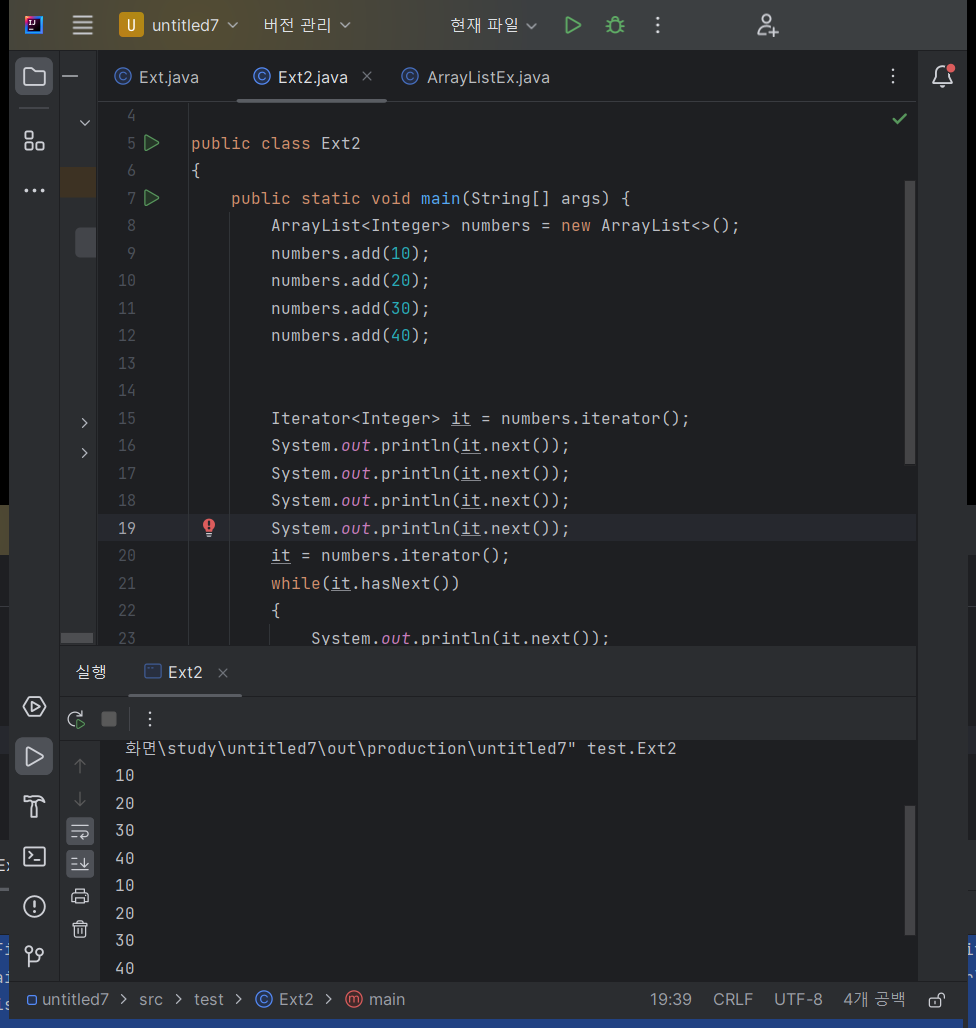 U untitled7 버전 관리 현재 파일
Ext.java Ext2.java ArrayListEx.java
4
5 public class Ext2
6 {
7 public static void main(String[] args) {
8 ArrayList<Integer> numbers = new ArrayList<>();
9 numbers.add(10);
10 numbers.add(20);
11 numbers.add(30);
12 numbers.add(40);
13
14
15 Iterator<Integer> it = numbers.iterator();
16 System.out.println(it.next());
17 System.out.println(it.next());
18 System.out.println(it.next());
19 System.out.println(it.next());
20 it = numbers.iterator();
21 while(it.hasNext())
22 {
23 System.out.println(it.next());
실행 Ext2
화면\study\untitled7\out\production\untitled7" test.Ext2
10
20
30
40
10
20
30
40
untitled7 > src > test > Ext2 > main 19:39 CRLF UTF-8 4개 공백